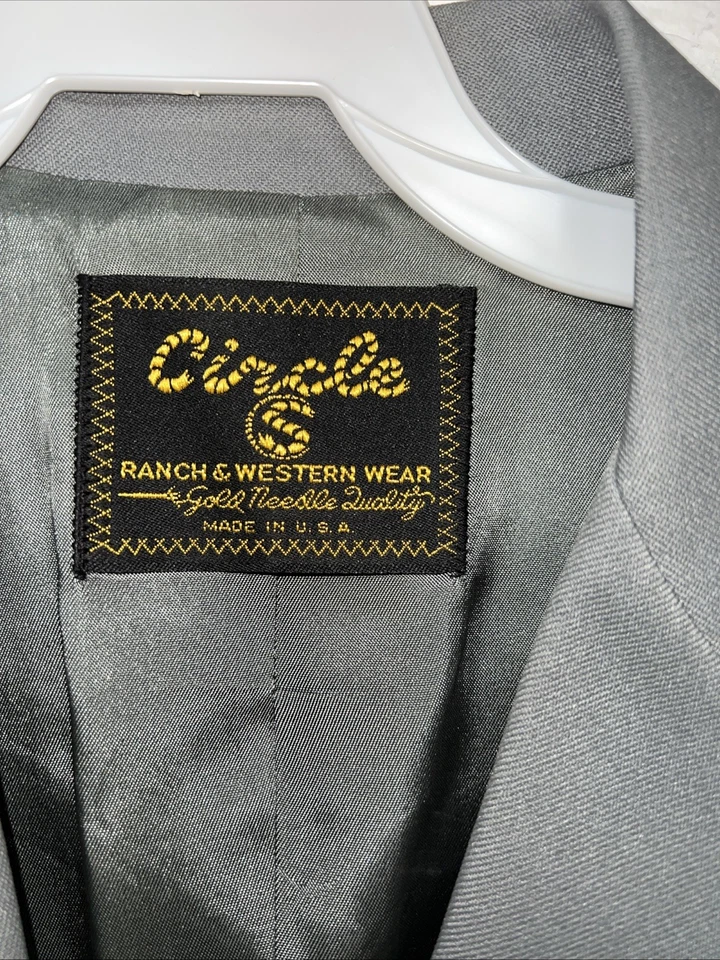 Circle
S
RANCH & WESTERN WEAR
Gold Needle Quality
MADE IN U.S.A.